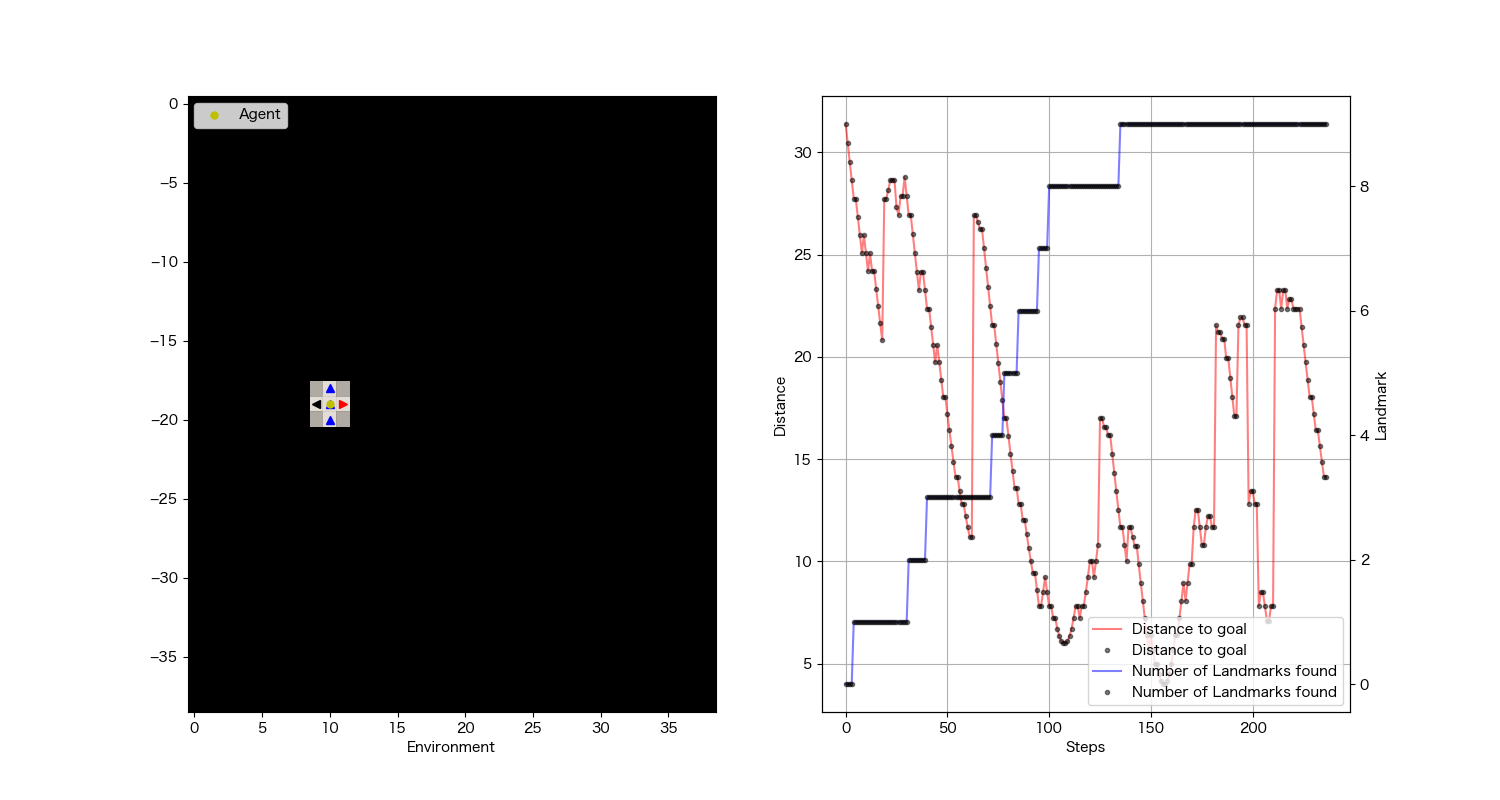 Agent
0
−5
−10
−15
−20
−25
−30
−35
0 5 10 15 20 25 30 35
Environment
Distance
30
25
20
15
10
5
0 50 100 150 200
Steps
8
6
4
2
0
Landmark
Distance to goal
Distance to goal
Number of Landmarks found
Number of Landmarks found